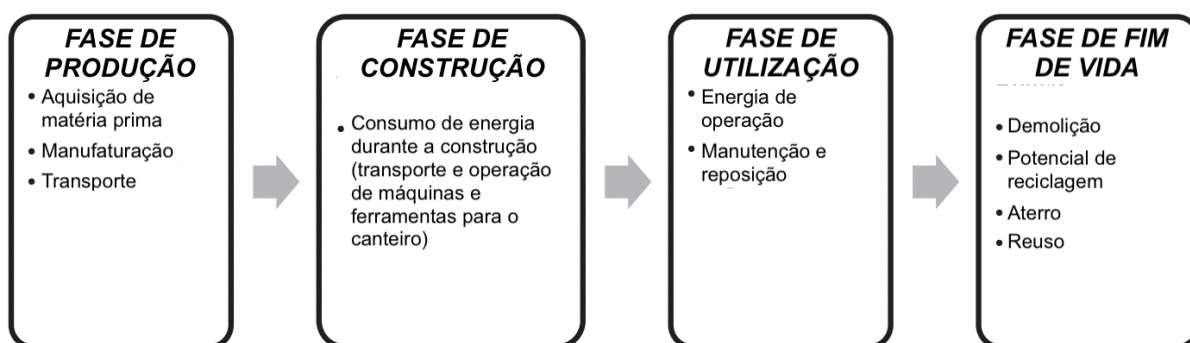 FASE DE
PRODUÇÃO
• Aquisição de
matéria prima
• Manufaturação
• Transporte
FASE DE
CONSTRUÇÃO
• Consumo de energia
durante a construção
(transporte e operação
de máquinas e
ferramentas para o
canteiro)
FASE DE
UTILIZAÇÃO
• Energia de
operação
• Manutenção e
reposição
FASE DE FIM
DE VIDA
• Demolição
• Potencial de
reciclagem
• Aterro
• Reuso